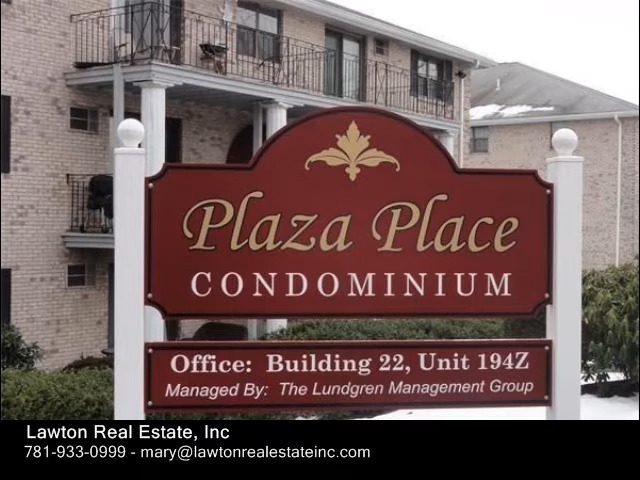 Plaza Place
CONDOMINIUM
Office: Building 22, Unit 194Z
Managed By: The Lundgren Management Group
Lawton Real Estate, Inc
781-933-0999 - mary@lawtonrealestateinc.com